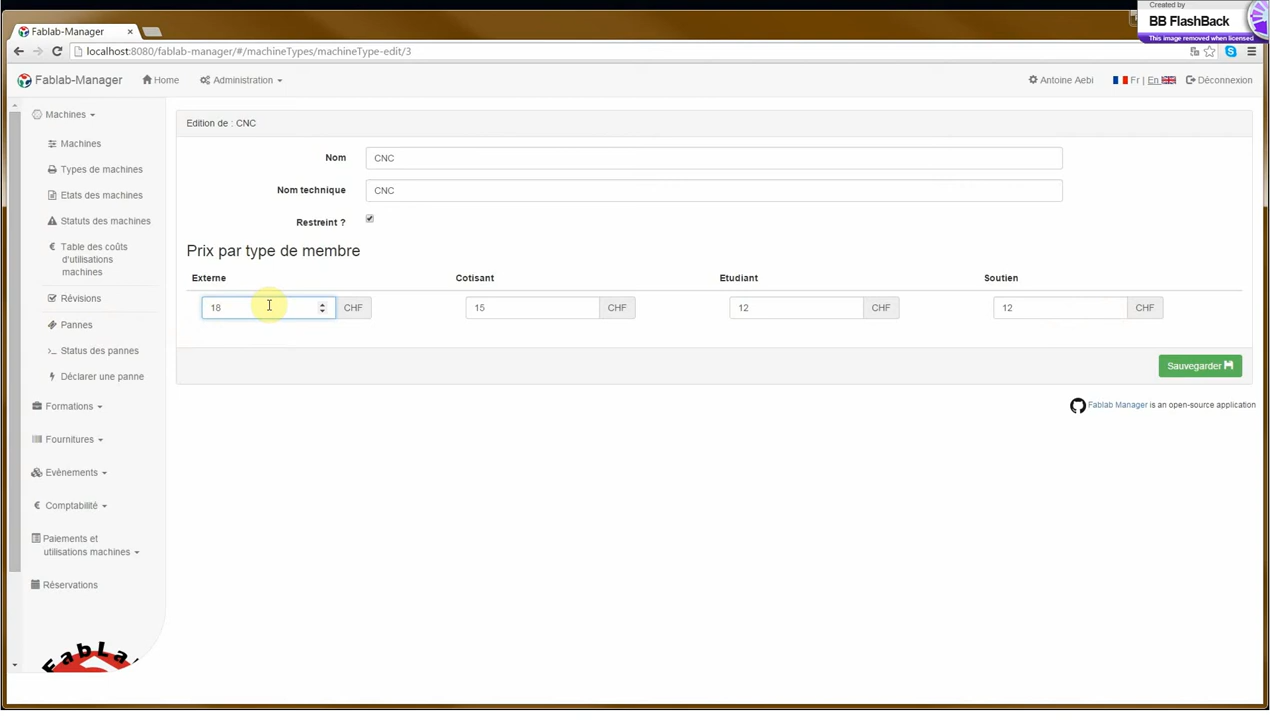 Created by
BB FlashBack
This image removed when licensed
Fablab-Manager
localhost:8080/fablab-manager/#/machineTypes/machineType-edit/3
Fablab-Manager
Home
Administration
Antoine Aebi
Fr | En
Déconnexion
Machines
Machines
Types de machines
Etats des machines
Statuts des machines
€ Table des coûts
d'utilisations
machines
Révisions
Pannes
Status des pannes
Déclarer une panne
Formations
Fournitures
Evènements
€ Comptabilité
Paiements et
utilisations machines
Rèservations
FabLa
Edition de : CNC
Nom
CNC
Nom technique
CNC
Restreint ?
Prix par type de membre
Externe Cotisant Etudiant Soutien
18 CHF 15 CHF 12 CHF 12 CHF
Sauvegarder
Fablab Manager is an open-source application